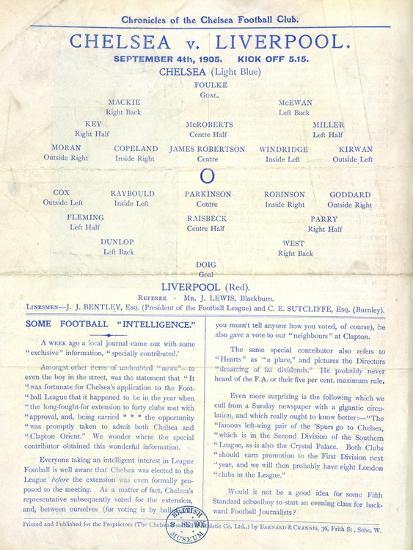 Chronicles of the Chelsea Football Club.
CHELSEA v. LIVERPOOL.
SEPTEMBER 4th, 1905. KICK OFF 5.15.
CHELSEA (Light Blue)
FOULKE
Goal.
MACKIE McEWAN
Right Back Left Back
KEY McROBERTS MILLER
Right Half Centre Half Left Half
MORAN COPELAND JAMES ROBERTSON WINDRIDGE KIRWAN
Outside Right Inside Right Centre Inside Left Outside Left
O
COX RAYBOULD PARKINSON ROBINSON GODDARD
Outside Left Inside Left Centre Inside Right Outside Right
FLEMING RAISBECK PARRY
Left Half Centre Half Right Half
DUNLOP WEST
Left Back Right Back
DOIG
Goal
LIVERPOOL (Red).
Referee - Mr. J. LEWIS, Blackburn.
Linesmen—J. J. BENTLEY, Esq. (President of the Football League) and C. E. SUTCLIFFE, Esq. (Burnley).
SOME FOOTBALL "INTELLIGENCE."
A week ago a local journal came out with some
"exclusive" information, "specially contributed."
Amongst other items of undoubted "news"—to
even the boy in the street, was the statement that "It
"was fortunate for Chelsea's application to the Foot-
"ball League that it happened to be in the year when
"the long-fought-for extension to forty clubs met with
"approval, and, being carried * * * the opportunity
"was promptly taken to admit both Chelsea and
"Clapton Orient." We wonder where the special
contributor obtained this wonderful information.
Everyone taking an intelligent interest in League
Football is well aware that Chelsea was elected to the
League before the extension was even formally pro-
posed to the meeting. As a matter of fact, Chelsea's
representative subsequently voted for the extension,
and, between ourselves (for voting is by
you mustn't tell anyone how you voted, of course), he
also gave a vote to our "neighbours" at Clapton.
The same special contributor also refers to
"Hearts" as "a place," and pictures the Directors
"dreaming of fat dividends." He probably never
heard of the F.A. or their five per cent. maximum rule.
Even more surprising is the following which we
cull from a Sunday newspaper with a gigantic circu-
lation, and which really ought to know better:—"The
"famous left-wing pair of the 'Spurs go to Chelsea,
"which is in the Second Division of the Southern
"League, as is also the Crystal Palace. Both Clubs
"should earn promotion to the First Division next
"year, and we will thus probably have eight London
"clubs in the League."
Would it not be a good idea for some Fifth
Standard schoolboy to start an evening class for back-
ward Football Journalists?
Printed and Published for the Proprietors (The Chelsea Co. Ltd.,) by Barnard & Crannis, 36, Frith St., Soho, W.
BRITISH
MUSEUM